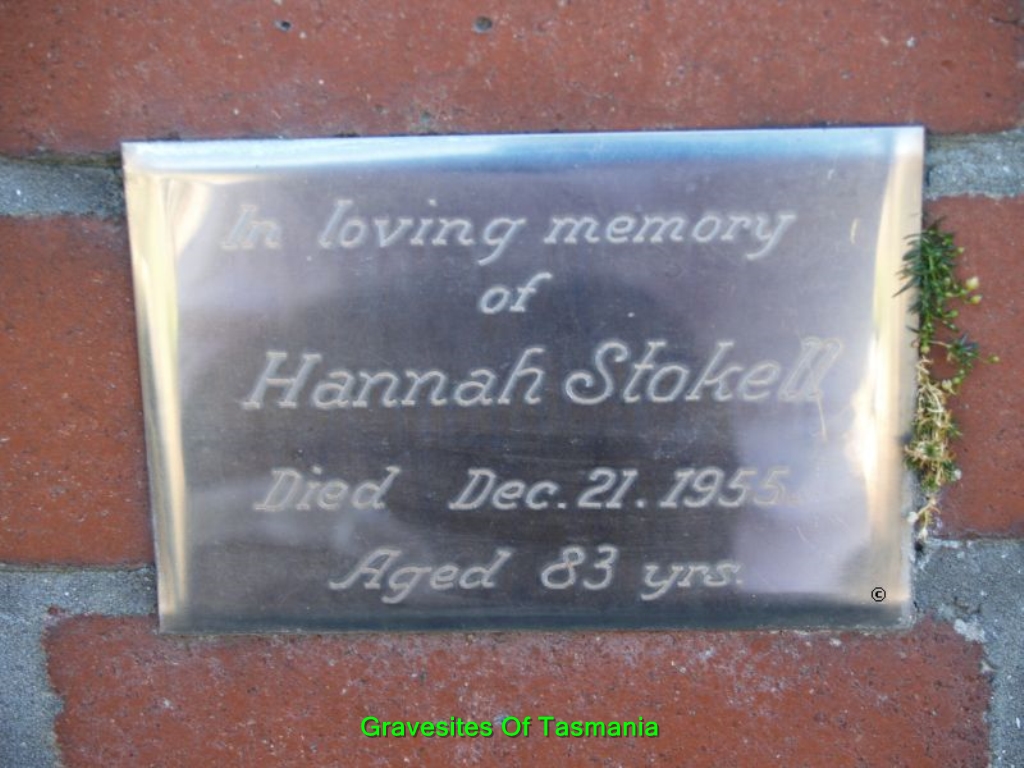 In loving memory
of
Hannah Stokell
Died Dec. 21. 1955.
Aged 83 yrs.
©
Gravesites Of Tasmania